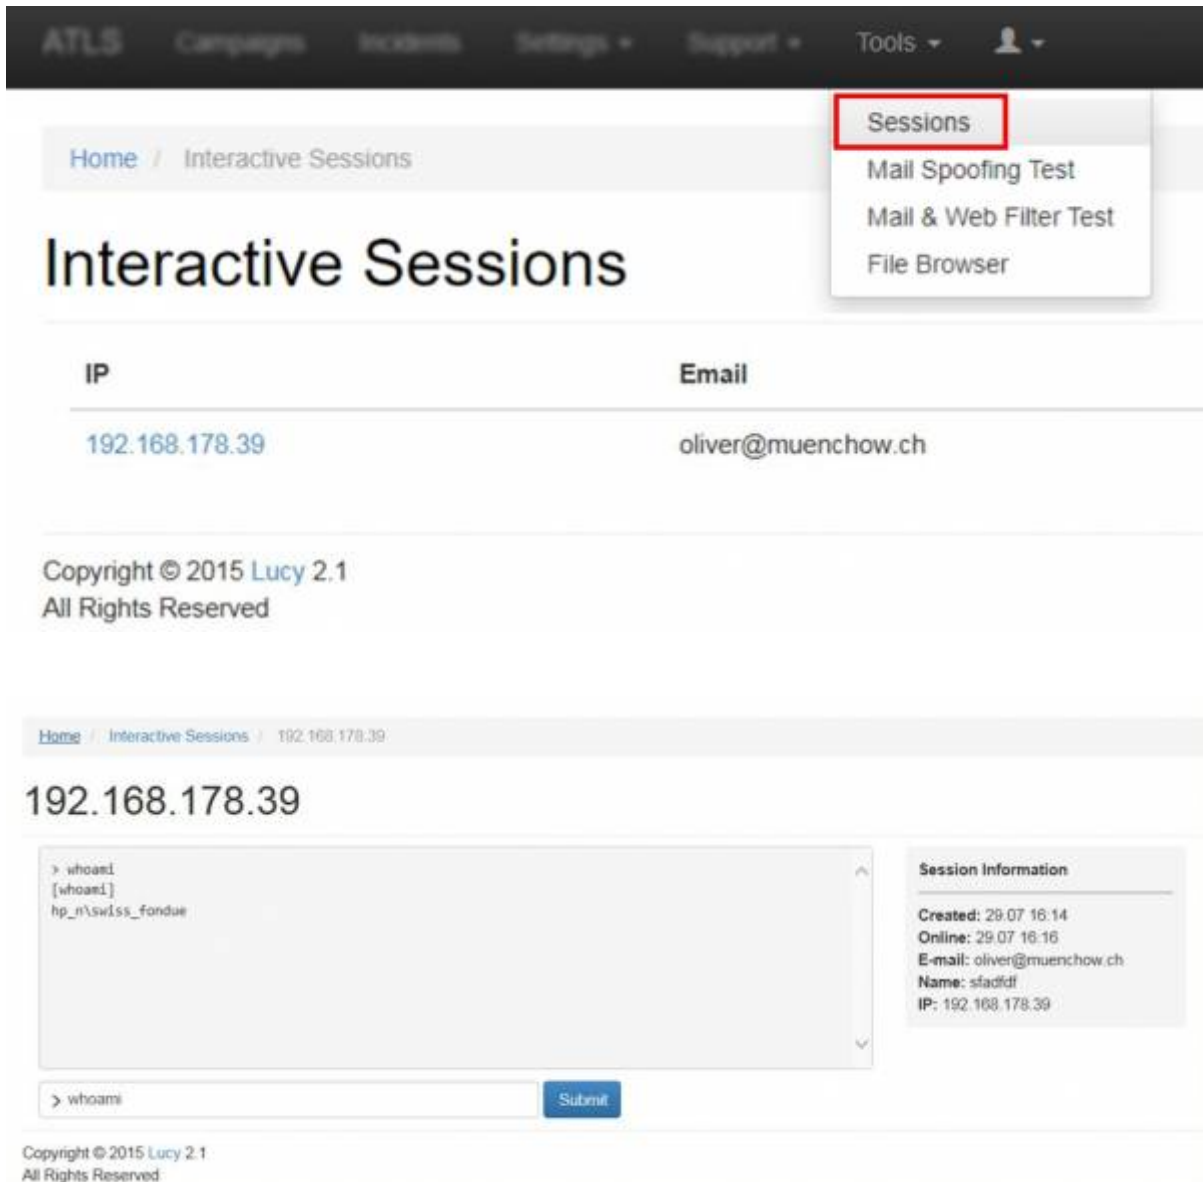 ATLS Campaigns Incidents Settings Support Tools
Sessions
Mail Spoofing Test
Mail & Web Filter Test
File Browser
Home / Interactive Sessions
Interactive Sessions
IP Email
192.168.178.39 oliver@muenchow.ch
Copyright © 2015 Lucy 2.1
All Rights Reserved
Home / Interactive Sessions / 192.168.178.39
192.168.178.39
> whoami
[whoami]
hp_n\swiss_fondue
Session Information
Created: 29.07 16:14
Online: 29.07 16:16
E-mail: oliver@muenchow.ch
Name: sfadfdf
IP: 192.168.178.39
> whoami
Submit
Copyright © 2015 Lucy 2.1
All Rights Reserved